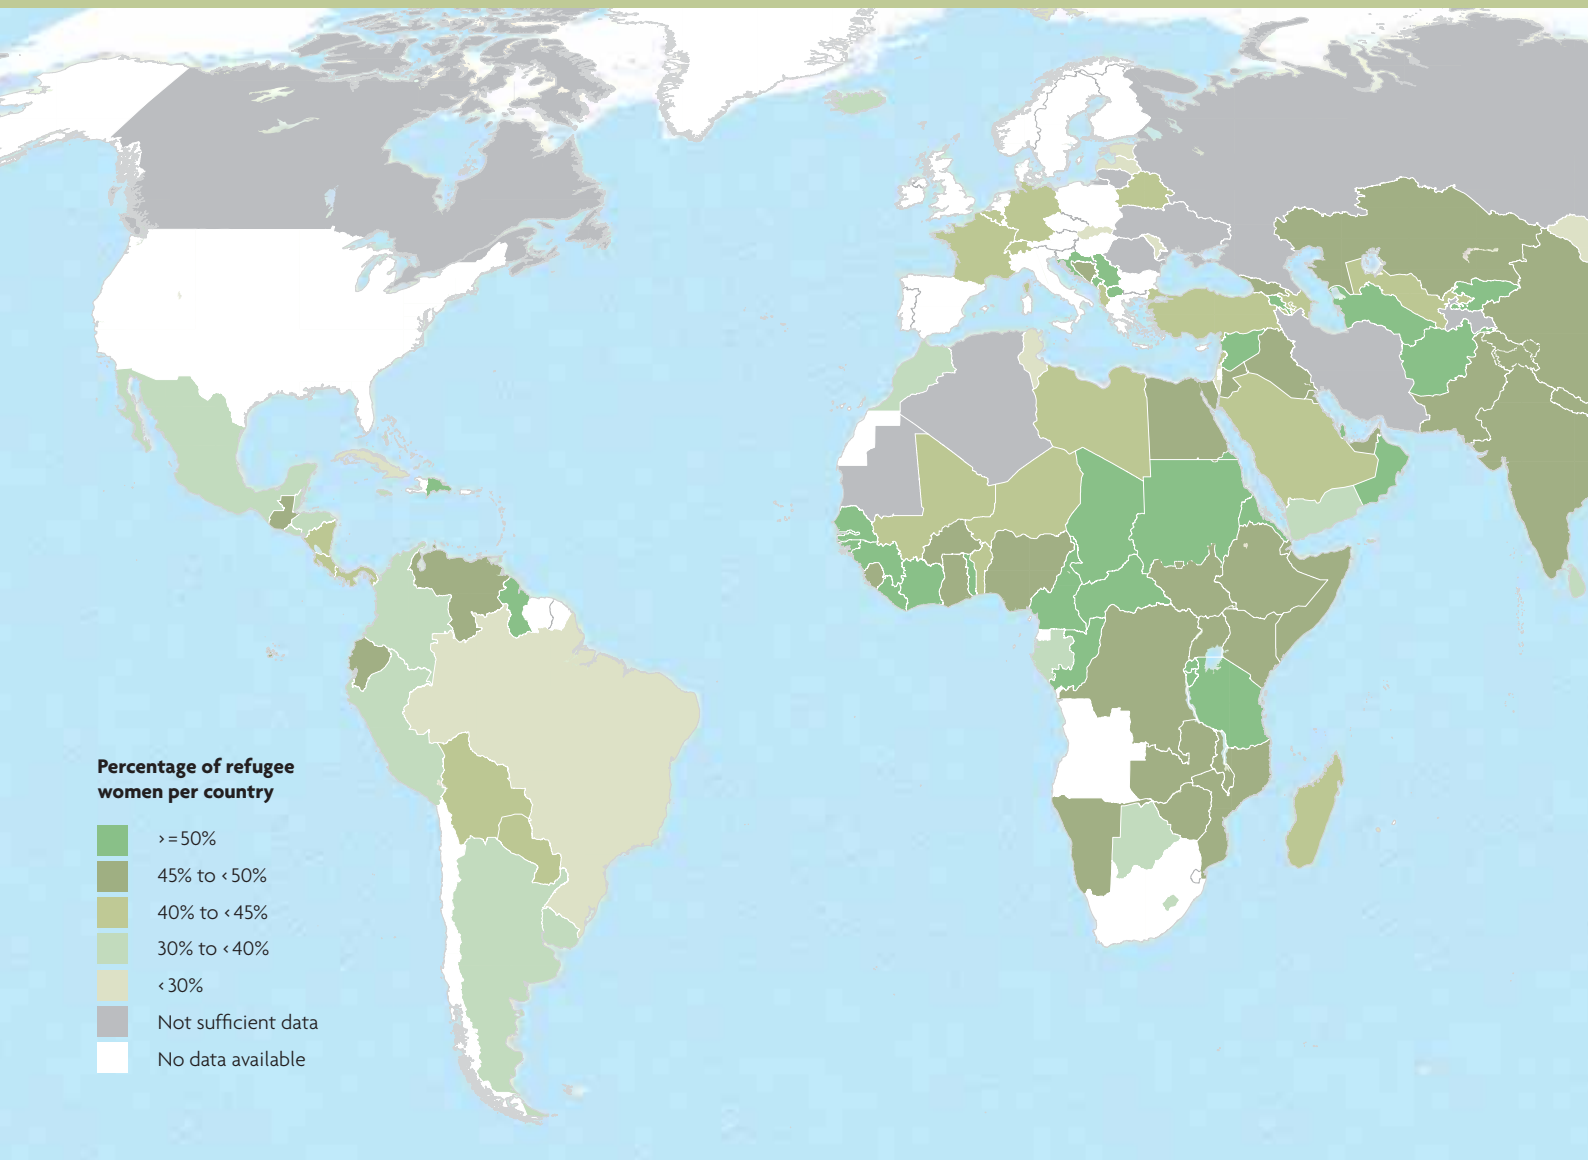 Percentage of refugee
women per country
>=50%
45% to <50%
40% to <45%
30% to <40%
<30%
Not sufficient data
No data available